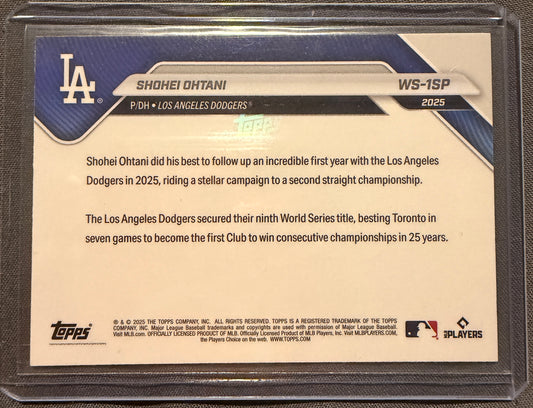 LA
SHOHEI OHTANI
WS-1SP
P/DH • LOS ANGELES DODGERS®
2025
topps
Shohei Ohtani did his best to follow up an incredible first year with the Los Angeles
Dodgers in 2025, riding a stellar campaign to a second straight championship.
The Los Angeles Dodgers secured their ninth World Series title, besting Toronto in
seven games to become the first Club to win consecutive championships in 25 years.
® & © 2025 THE TOPPS COMPANY, INC. ALL RIGHTS RESERVED. TOPPS IS A REGISTERED TRADEMARK OF THE TOPPS
COMPANY, INC. Major League Baseball trademarks and copyrights are used with permission of Major League Baseball.
Visit MLB.com. OFFICIALLY LICENSED PRODUCT OF MLB. Officially Licensed Product of MLB Players, Inc. Visit MLBPLAYERS.COM,
the Players Choice on the web. WWW.TOPPS.COM
topps
MLB PLAYERS